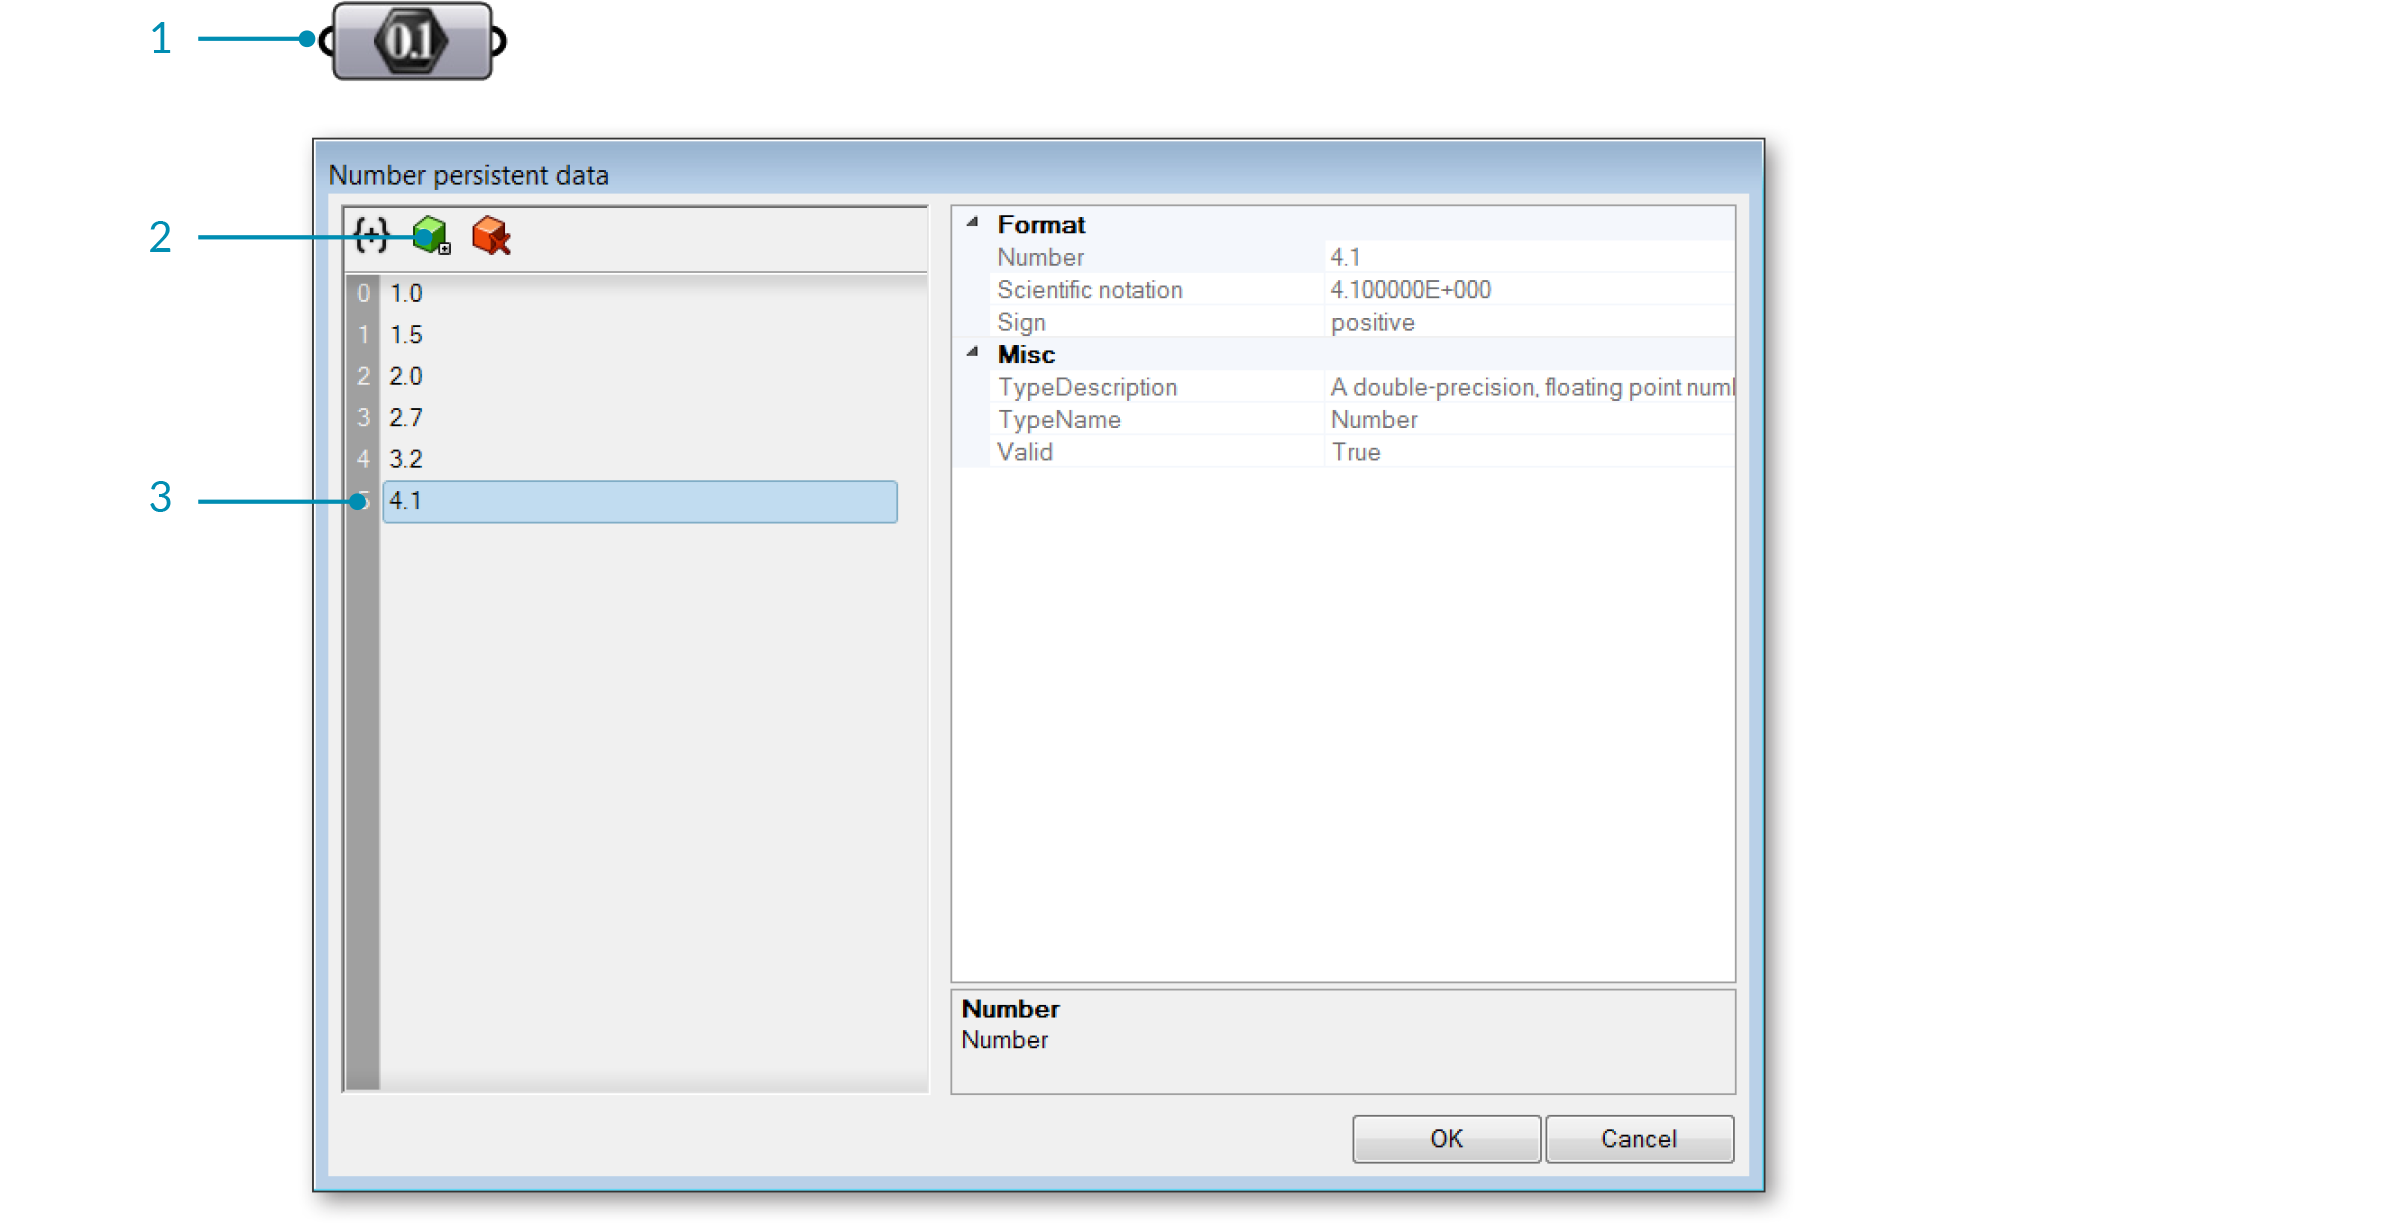 1
0.1
Number persistent data
2
{+}
0 1.0
1 1.5
2 2.0
3 2.7
4 3.2
3
5 4.1
Format
Number 4.1
Scientific notation 4.100000E+000
Sign positive
Misc
TypeDescription A double-precision, floating point
TypeName Number
Valid True
Number
Number
OK Cancel